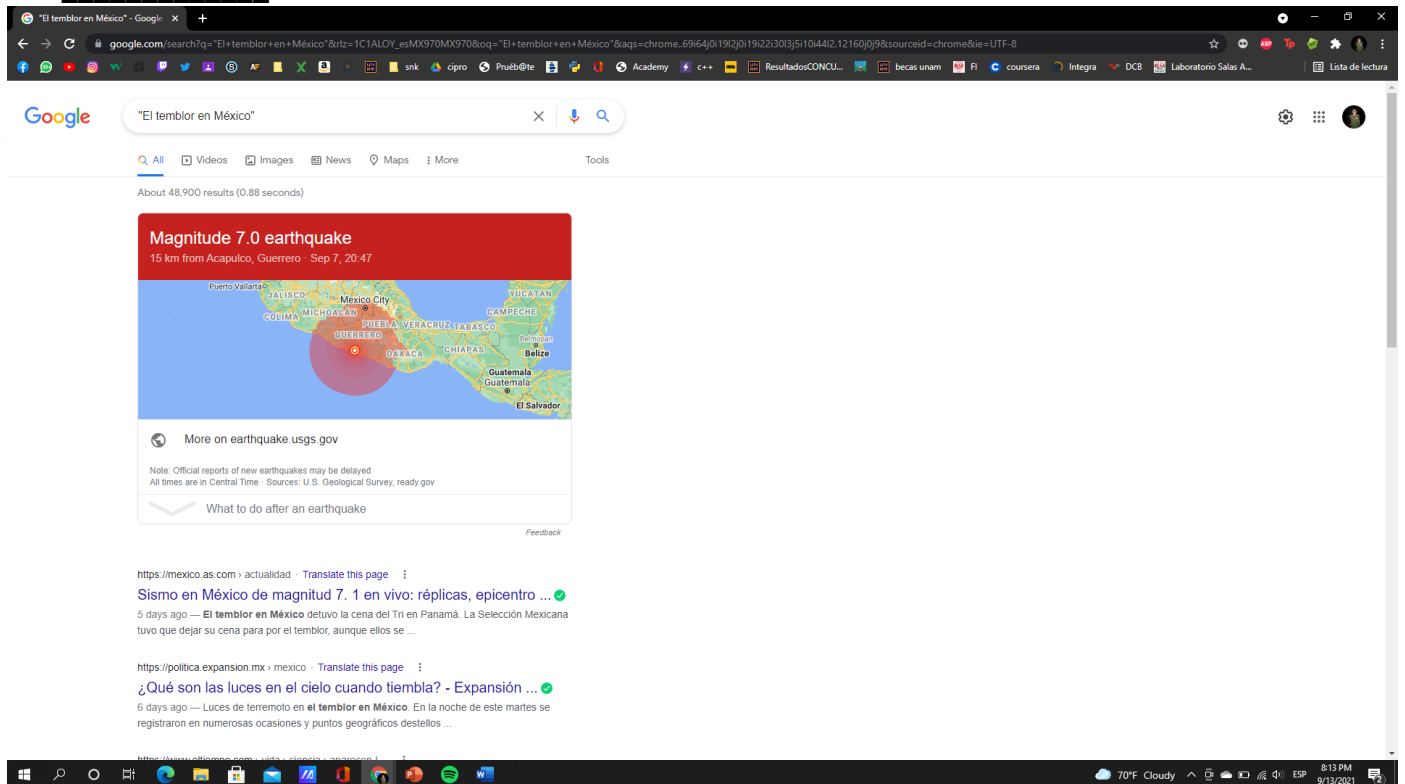 "El temblor en México" - Google
google.com/search?q="El+temblor+en+México"&rlz=1C1ALOY_esMX970MX970&oq="El+temblor+en+México"&aqs=chrome..69i64j0i19l2j0i19i22i30l3j5i10i44l2.12160j0j9&sourceid=chrome&ie=UTF-8
snk cipro Pruéb@te Academy c++ ResultadosCONCU... becas unam FI coursera Integra DCB Laboratorio Salas A... Lista de lectura
Google "El temblor en México"
All Videos Images News Maps More Tools
About 48,900 results (0.88 seconds)
Magnitude 7.0 earthquake
15 km from Acapulco, Guerrero · Sep 7, 20:47
Puerto Vallarta
JALISCO
Mexico City
YUCATAN
COLIMA
MICHOACAN
CAMPECHE
PUEBLA
VERACRUZ
TABASCO
GUERRERO
Belmopan
OAXACA
CHIAPAS
Belize
Guatemala
Guatemala
El Salvador
More on earthquake.usgs.gov
Note: Official reports of new earthquakes may be delayed
All times are in Central Time · Sources: U.S. Geological Survey, ready.gov
What to do after an earthquake
Feedback
https://mexico.as.com › actualidad · Translate this page
Sismo en México de magnitud 7. 1 en vivo: réplicas, epicentro ...
5 days ago — El temblor en México detuvo la cena del Tri en Panamá. La Selección Mexicana
tuvo que dejar su cena para por el temblor, aunque ellos se ...
https://politica.expansion.mx › mexico · Translate this page
¿Qué son las luces en el cielo cuando tiembla? - Expansión ...
6 days ago — Luces de terremoto en el temblor en México. En la noche de este martes se
registraron en numerosas ocasiones y puntos geográficos destellos ...
70°F Cloudy ESP 8:13 PM
9/13/2021